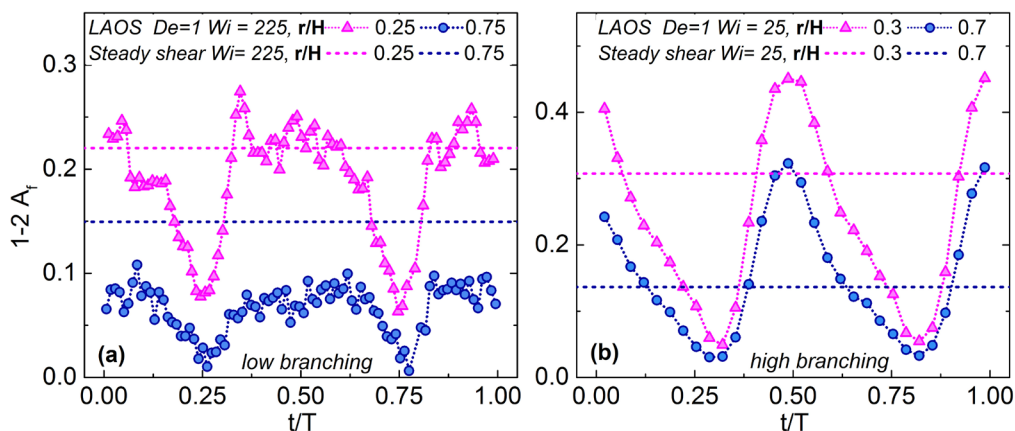 LAOS De=1 Wi = 225, r/H 0.25 0.75
Steady shear Wi= 225, r/H 0.25 0.75
0.3
0.2
0.1
0.0
1-2 Af
(a)
low branching
0.00 0.25 0.50 0.75 1.00
t/T
LAOS De=1 Wi = 25, r/H 0.3 0.7
Steady shear Wi= 25, r/H 0.3 0.7
0.4
0.2
0.0
(b)
high branching
0.00 0.25 0.50 0.75 1.00
t/T